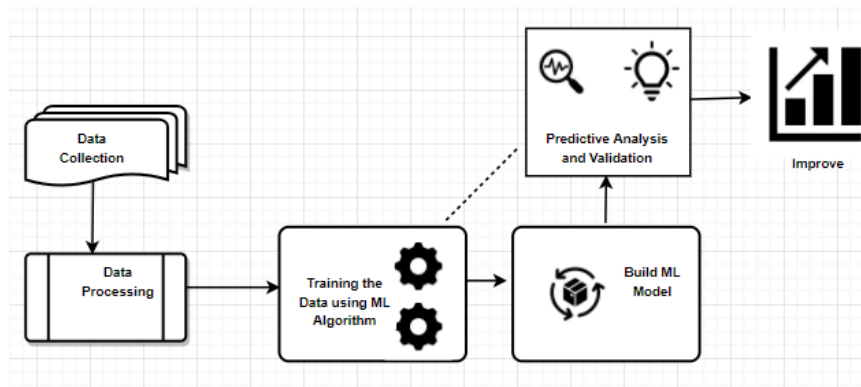 Data
Collection
Data
Processing
Training the
Data using ML
Algorithm
Build ML
Model
Predictive Analysis
and Validation
Improve